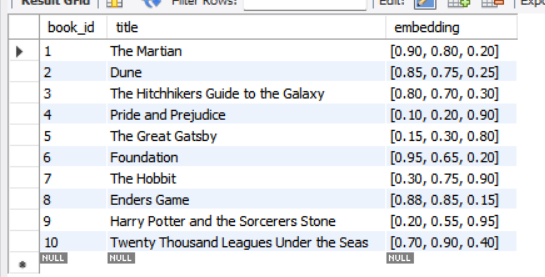 Result Grid Filter Rows: Edit: Expo
book_id title embedding
1 The Martian [0.90, 0.80, 0.20]
2 Dune [0.85, 0.75, 0.25]
3 The Hitchhikers Guide to the Galaxy [0.80, 0.70, 0.30]
4 Pride and Prejudice [0.10, 0.20, 0.90]
5 The Great Gatsby [0.15, 0.30, 0.80]
6 Foundation [0.95, 0.65, 0.20]
7 The Hobbit [0.30, 0.75, 0.90]
8 Enders Game [0.88, 0.85, 0.15]
9 Harry Potter and the Sorcerers Stone [0.20, 0.55, 0.95]
10 Twenty Thousand Leagues Under the Seas [0.70, 0.90, 0.40]
NULL NULL NULL